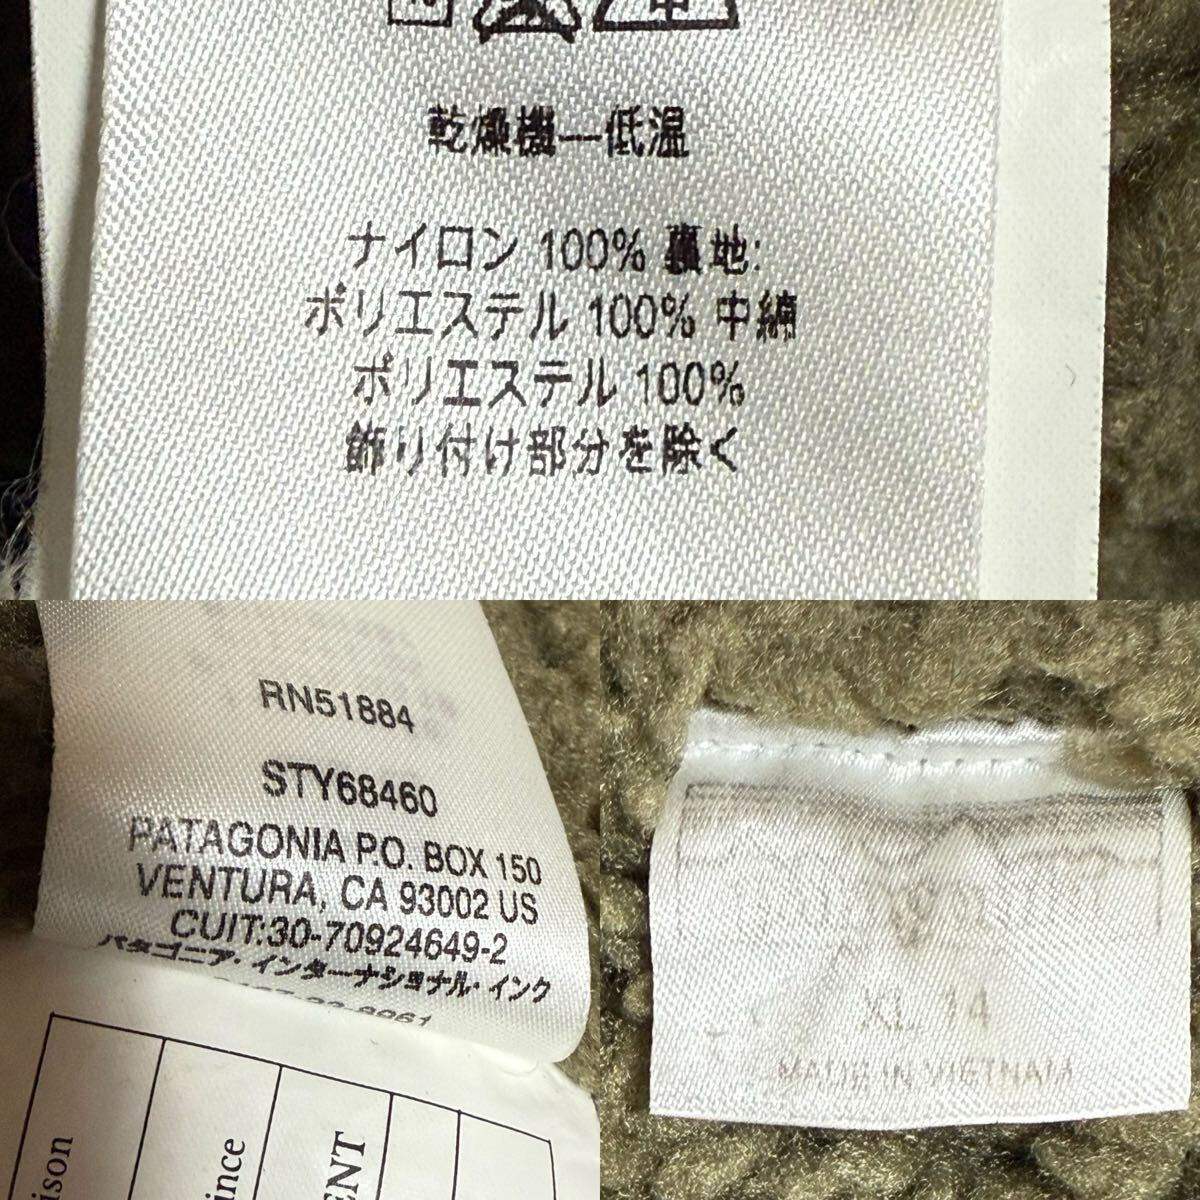 乾燥機—低温
ナイロン 100% 裏地:
ポリエステル 100% 中綿
ポリエステル 100%
飾り付け部分を除く
RN51884
STY68460
PATAGONIA P.O. BOX 150
VENTURA, CA 93002 US
CUIT:30-70924649-2
パタゴニア・インターナショナル・インク
ison
ince
ENT
XL 14
MADE IN VIETNAM